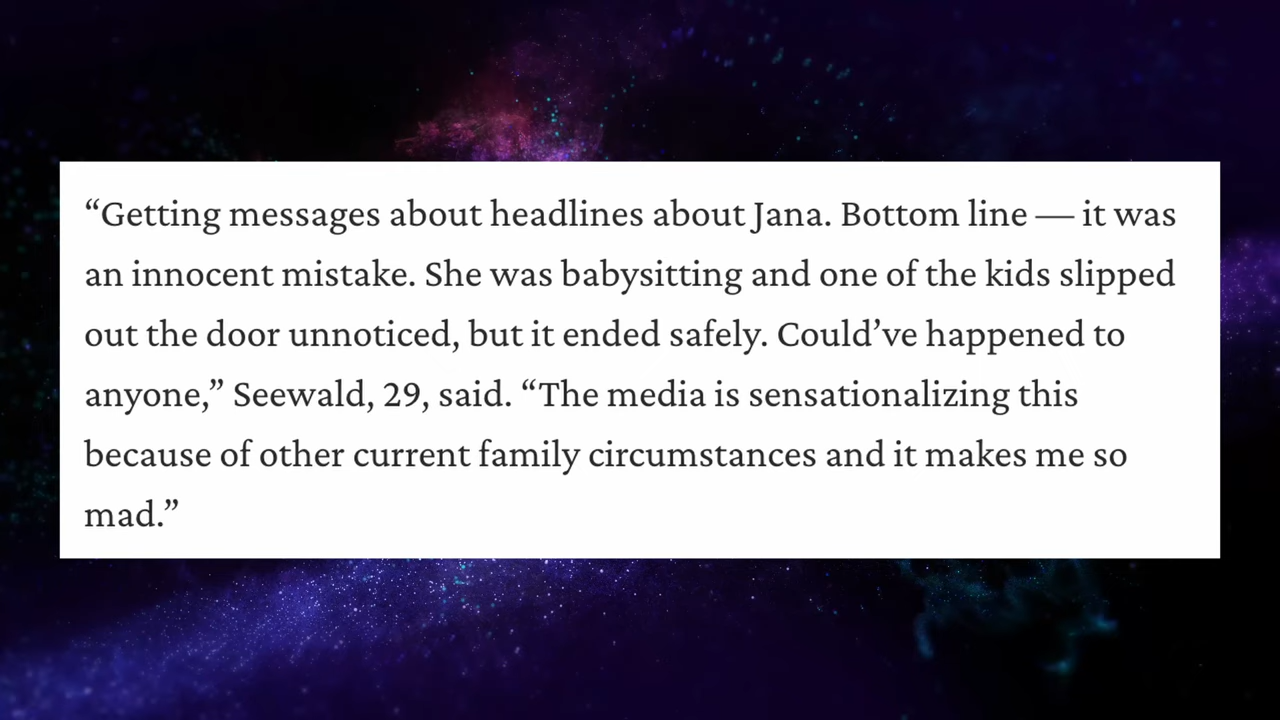 “Getting messages about headlines about Jana. Bottom line — it was
an innocent mistake. She was babysitting and one of the kids slipped
out the door unnoticed, but it ended safely. Could’ve happened to
anyone,” Seewald, 29, said. “The media is sensationalizing this
because of other current family circumstances and it makes me so
mad.”